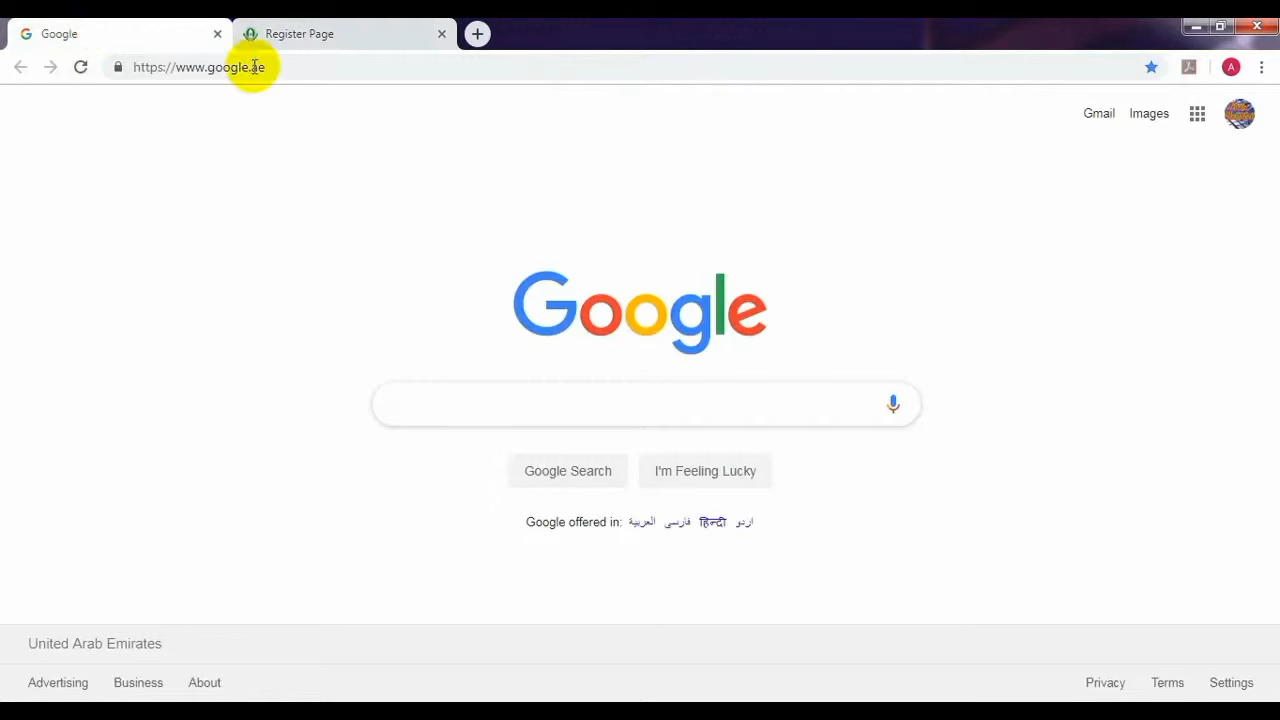 Google
Register Page
https://www.google.ae
A
Gmail Images
Google
Google Search
I'm Feeling Lucky
Google offered in: العربية فارسی हिन्दी اردو
United Arab Emirates
Advertising Business About
Privacy Terms Settings